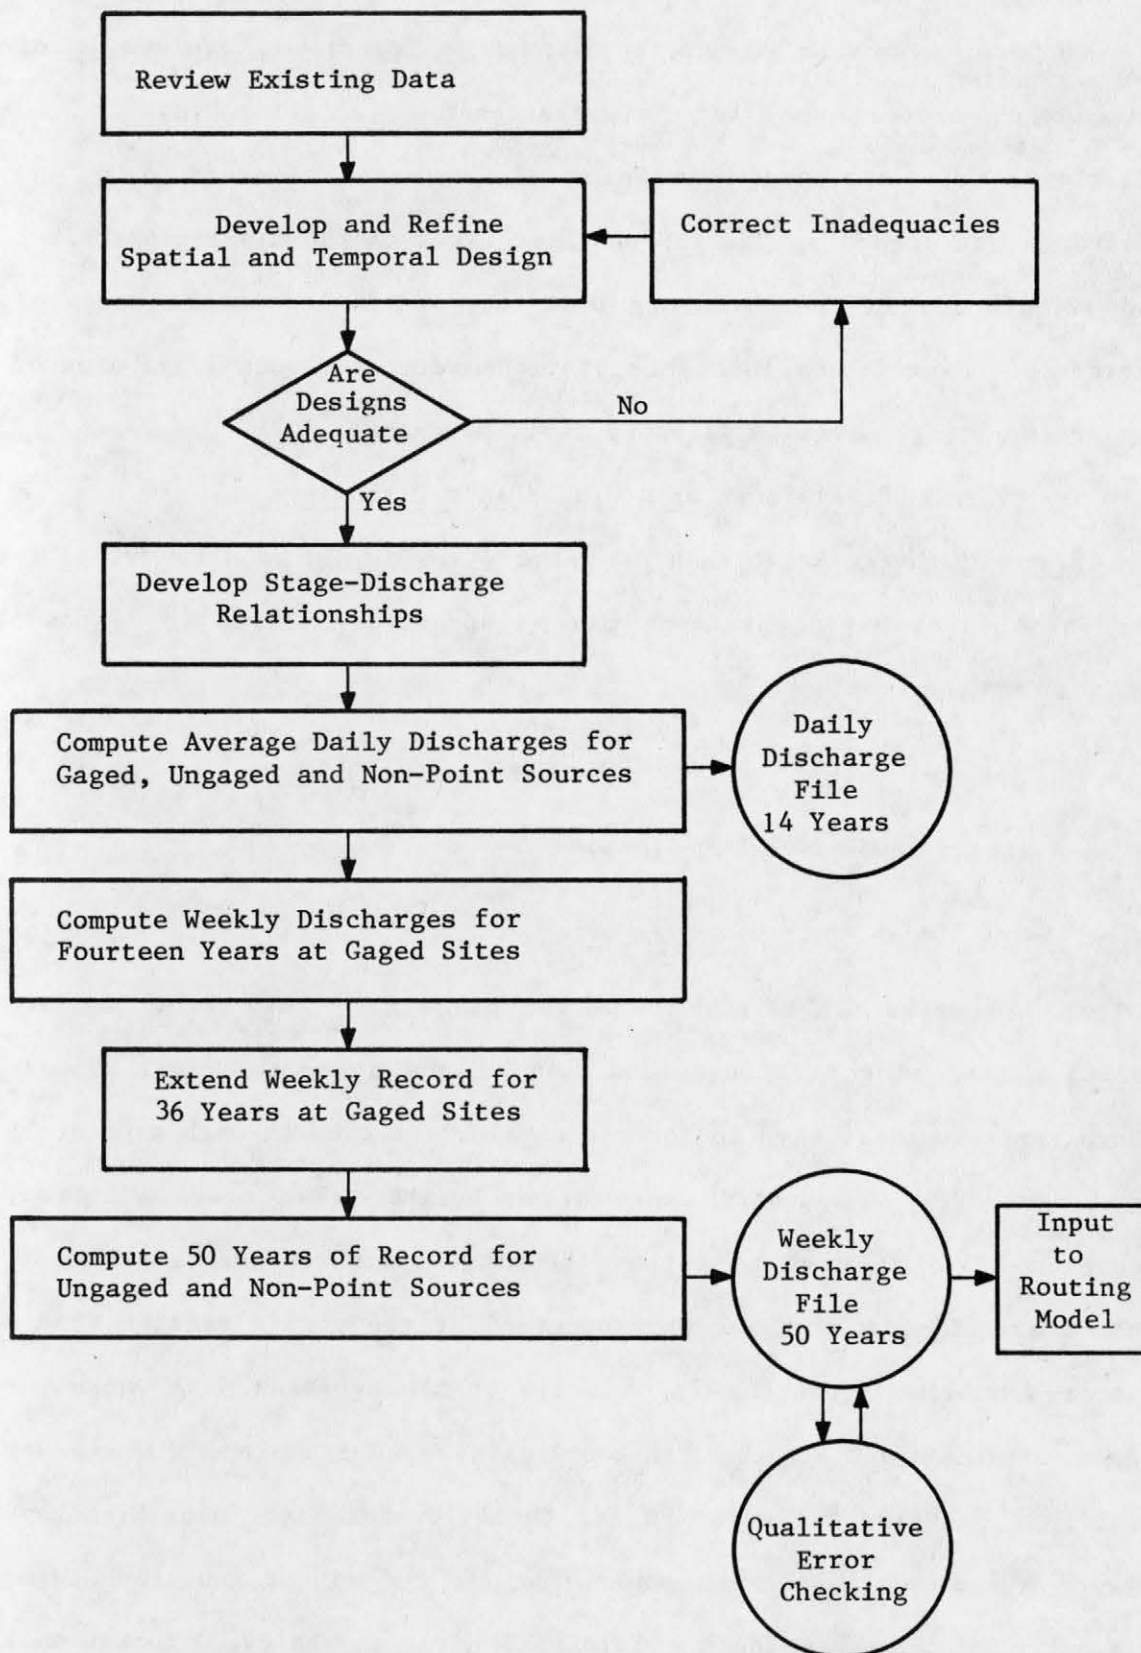 Review Existing Data
Develop and Refine
Spatial and Temporal Design
Correct Inadequacies
Are
Designs
Adequate
No
Yes
Develop Stage-Discharge
Relationships
Compute Average Daily Discharges for
Gaged, Ungaged and Non-Point Sources
Daily
Discharge
File
14 Years
Compute Weekly Discharges for
Fourteen Years at Gaged Sites
Extend Weekly Record for
36 Years at Gaged Sites
Compute 50 Years of Record for
Ungaged and Non-Point Sources
Weekly
Discharge
File
50 Years
Input
to
Routing
Model
Qualitative
Error
Checking